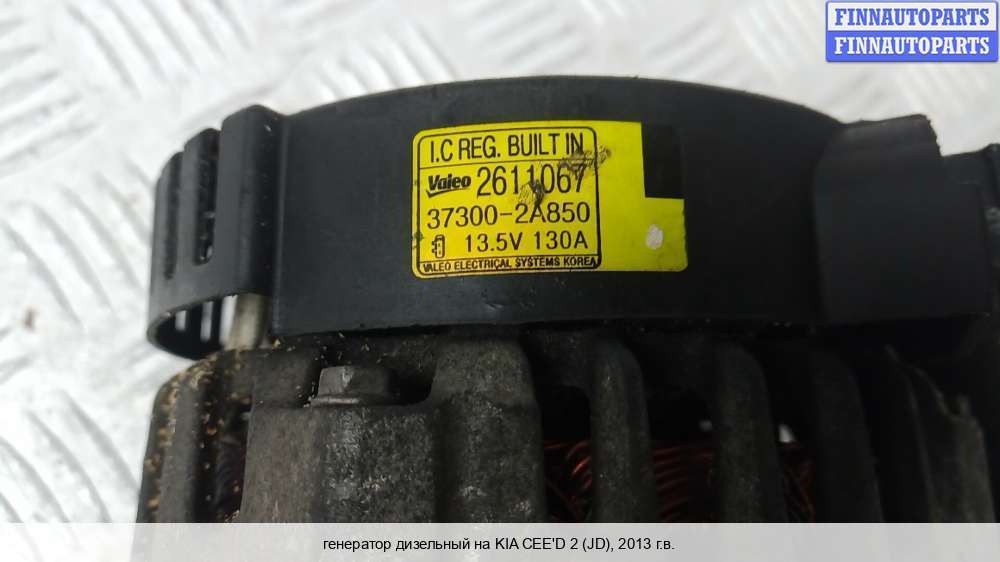 FINNAUTOPARTS
FINNAUTOPARTS
I.C REG. BUILT IN
Valeo 2611067
37300-2A850
13.5V 130A
VALEO ELECTRICAL SYSTEMS KOREA
генератор дизельный на KIA CEE'D 2 (JD), 2013 г.в.